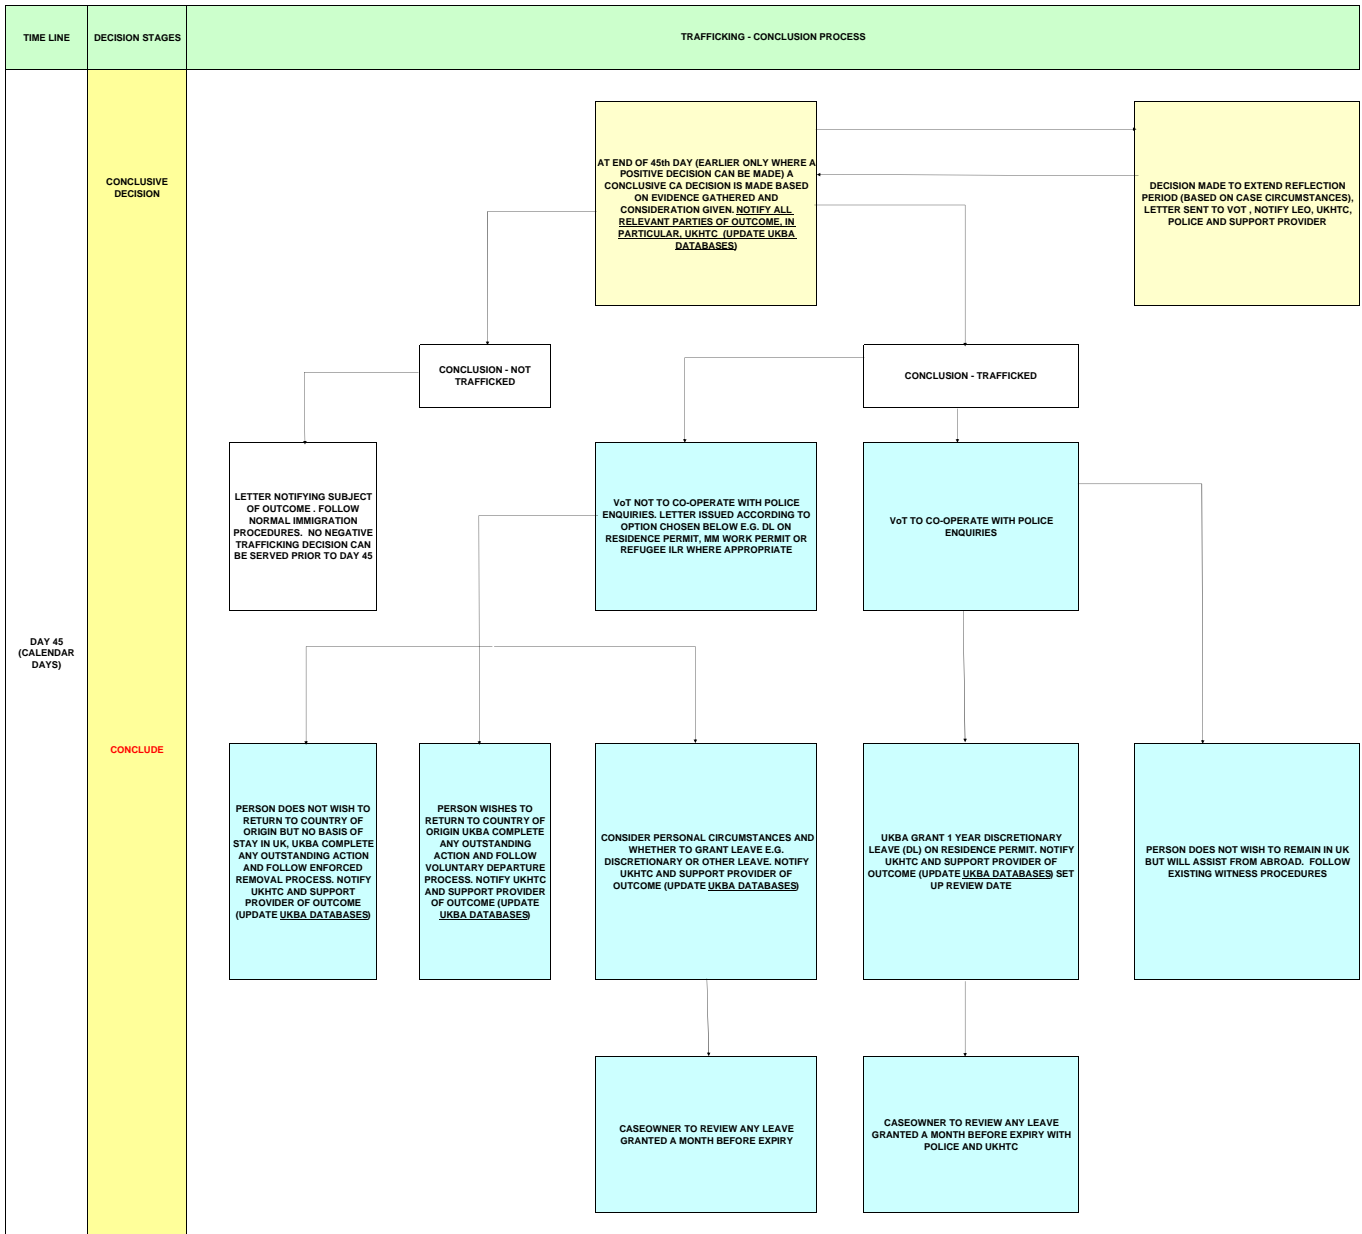 TIME LINE
DECISION STAGES
TRAFFICKING - CONCLUSION PROCESS
CONCLUSIVE
DECISION
AT END OF 45th DAY (EARLIER ONLY WHERE A
POSITIVE DECISION CAN BE MADE) A
CONCLUSIVE CA DECISION IS MADE BASED
ON EVIDENCE GATHERED AND
CONSIDERATION GIVEN. NOTIFY ALL
RELEVANT PARTIES OF OUTCOME, IN
PARTICULAR, UKHTC (UPDATE UKBA
DATABASES)
DECISION MADE TO EXTEND REFLECTION
PERIOD (BASED ON CASE CIRCUMSTANCES),
LETTER SENT TO VOT , NOTIFY LEO, UKHTC,
POLICE AND SUPPORT PROVIDER
CONCLUSION - NOT
TRAFFICKED
CONCLUSION - TRAFFICKED
LETTER NOTIFYING SUBJECT
OF OUTCOME . FOLLOW
NORMAL IMMIGRATION
PROCEDURES. NO NEGATIVE
TRAFFICKING DECISION CAN
BE SERVED PRIOR TO DAY 45
VoT NOT TO CO-OPERATE WITH POLICE
ENQUIRIES. LETTER ISSUED ACCORDING TO
OPTION CHOSEN BELOW E.G. DL ON
RESIDENCE PERMIT, MM WORK PERMIT OR
REFUGEE ILR WHERE APPROPRIATE
VoT TO CO-OPERATE WITH POLICE
ENQUIRIES
DAY 45
(CALENDAR
DAYS)
CONCLUDE
PERSON DOES NOT WISH TO
RETURN TO COUNTRY OF
ORIGIN BUT NO BASIS OF
STAY IN UK, UKBA COMPLETE
ANY OUTSTANDING ACTION
AND FOLLOW ENFORCED
REMOVAL PROCESS. NOTIFY
UKHTC AND SUPPORT
PROVIDER OF OUTCOME
(UPDATE UKBA DATABASES)
PERSON WISHES TO
RETURN TO COUNTRY OF
ORIGIN UKBA COMPLETE
ANY OUTSTANDING
ACTION AND FOLLOW
VOLUNTARY DEPARTURE
PROCESS. NOTIFY UKHTC
AND SUPPORT PROVIDER
OF OUTCOME (UPDATE
UKBA DATABASES)
CONSIDER PERSONAL CIRCUMSTANCES AND
WHETHER TO GRANT LEAVE E.G.
DISCRETIONARY OR OTHER LEAVE. NOTIFY
UKHTC AND SUPPORT PROVIDER OF
OUTCOME (UPDATE UKBA DATABASES)
UKBA GRANT 1 YEAR DISCRETIONARY
LEAVE (DL) ON RESIDENCE PERMIT. NOTIFY
UKHTC AND SUPPORT PROVIDER OF
OUTCOME (UPDATE UKBA DATABASES) SET
UP REVIEW DATE
PERSON DOES NOT WISH TO REMAIN IN UK
BUT WILL ASSIST FROM ABROAD. FOLLOW
EXISTING WITNESS PROCEDURES
CASEOWNER TO REVIEW ANY LEAVE
GRANTED A MONTH BEFORE EXPIRY
CASEOWNER TO REVIEW ANY LEAVE
GRANTED A MONTH BEFORE EXPIRY WITH
POLICE AND UKHTC